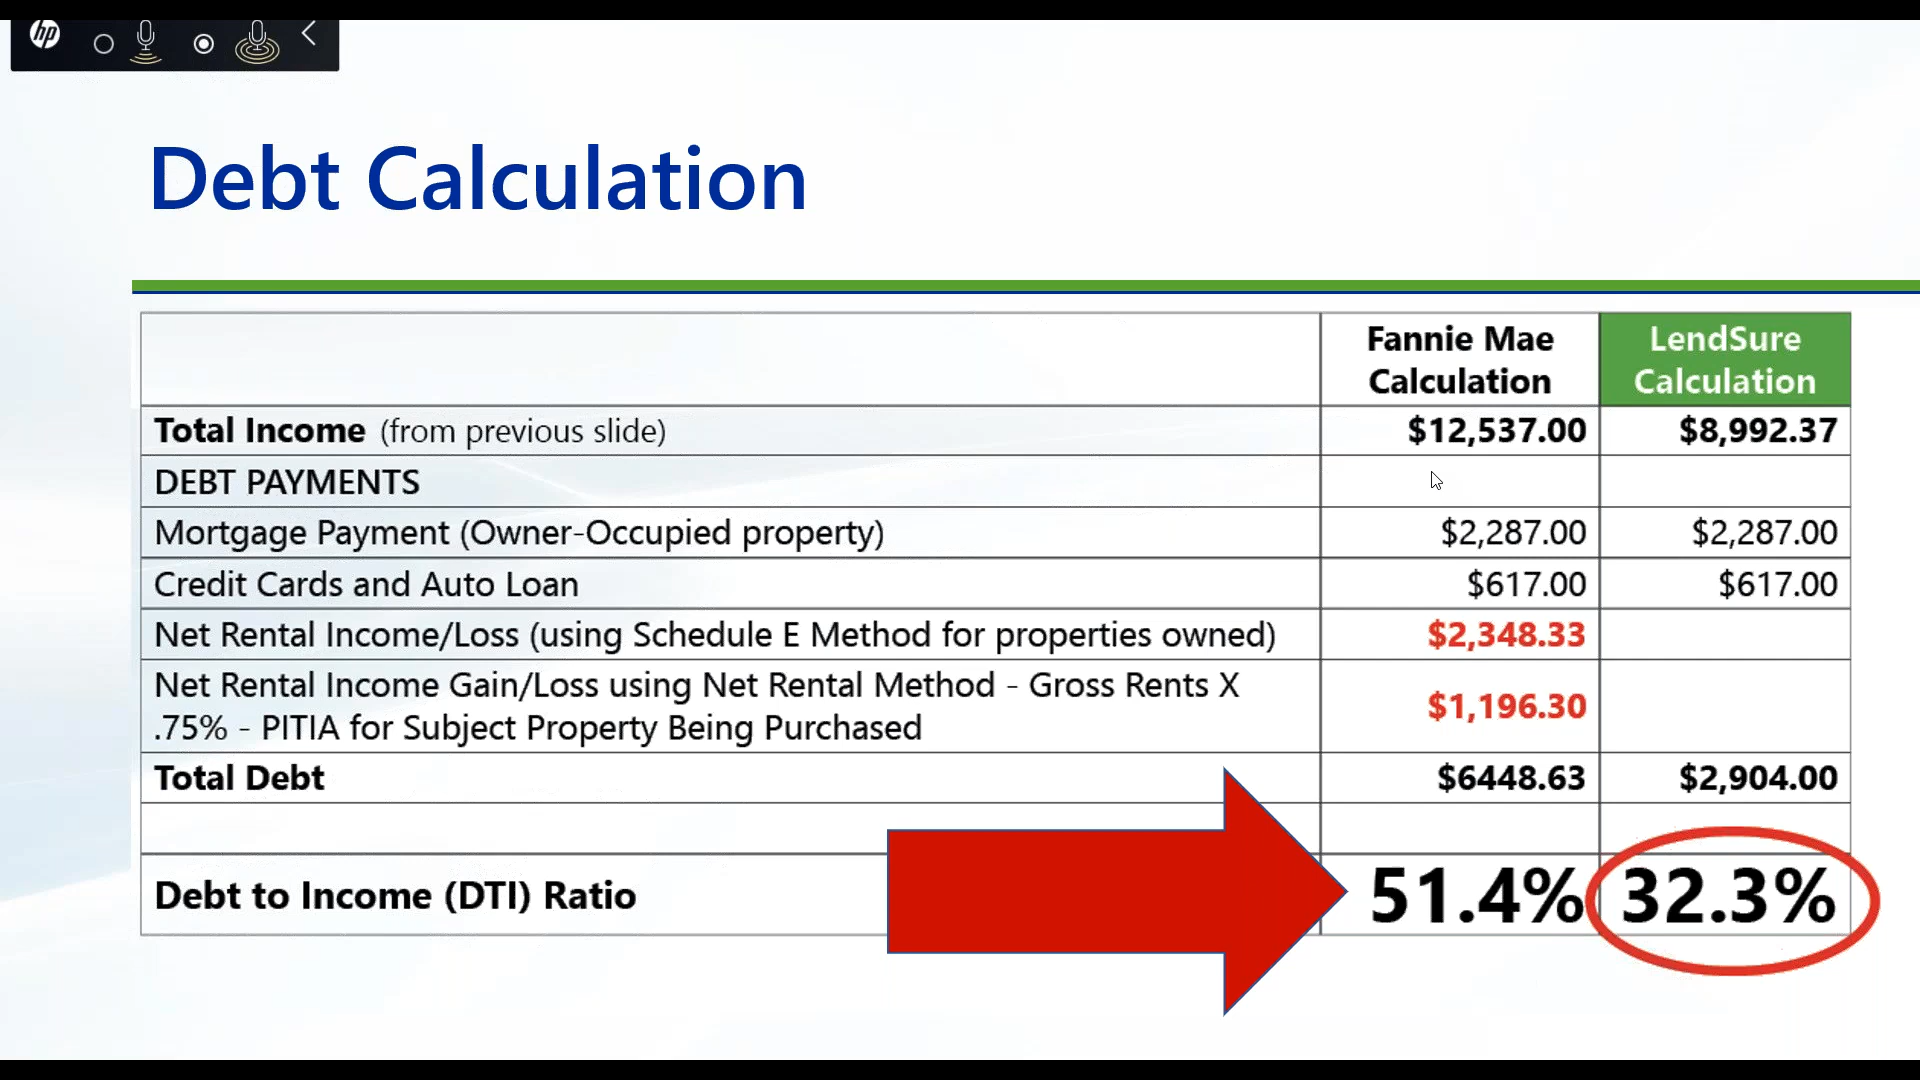 hp
Debt Calculation
Fannie Mae
Calculation
LendSure
Calculation
Total Income (from previous slide) $12,537.00 $8,992.37
DEBT PAYMENTS
Mortgage Payment (Owner-Occupied property) $2,287.00 $2,287.00
Credit Cards and Auto Loan $617.00 $617.00
Net Rental Income/Loss (using Schedule E Method for properties owned) $2,348.33
Net Rental Income Gain/Loss using Net Rental Method - Gross Rents X
.75% - PITIA for Subject Property Being Purchased
$1,196.30
Total Debt $6448.63 $2,904.00
Debt to Income (DTI) Ratio 51.4% 32.3%